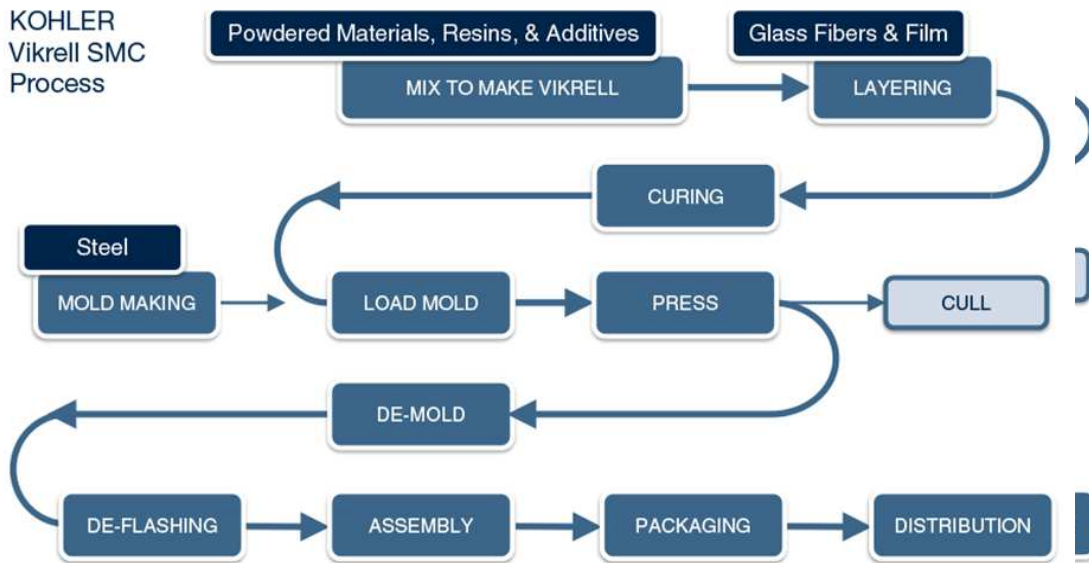 KOHLER
Vikrell SMC
Process
Powdered Materials, Resins, & Additives
Glass Fibers & Film
MIX TO MAKE VIKRELL
LAYERING
CURING
Steel
MOLD MAKING
LOAD MOLD
PRESS
CULL
DE-MOLD
DE-FLASHING
ASSEMBLY
PACKAGING
DISTRIBUTION